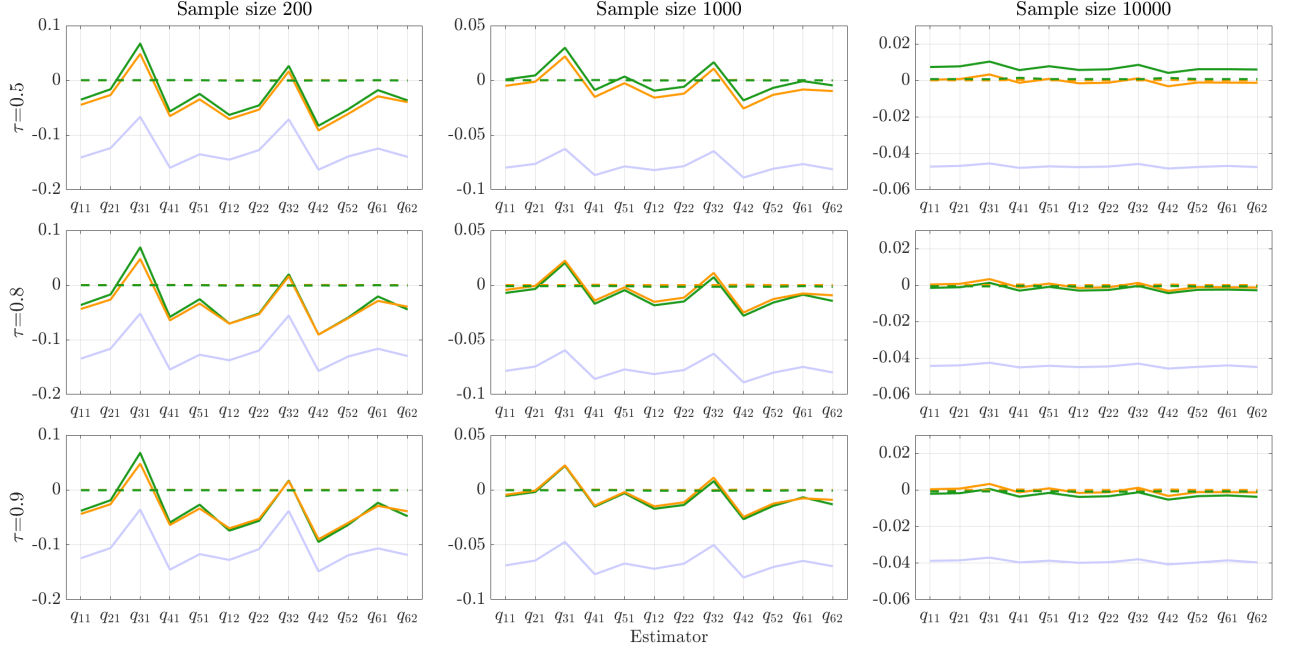 Sample size 200 Sample size 1000 Sample size 10000
0.1 0.05 0.02
0 0 0
-0.02
-0.1 -0.05 -0.04
-0.2 -0.1 -0.06
τ=0.5
q11 q21 q31 q41 q51 q12 q22 q32 q42 q52 q61 q62 q11 q21 q31 q41 q51 q12 q22 q32 q42 q52 q61 q62 q11 q21 q31 q41 q51 q12 q22 q32 q42 q52 q61 q62
0.1 0.05 0.02
0 0 0
-0.02
-0.1 -0.05 -0.04
-0.2 -0.1 -0.06
τ=0.8
q11 q21 q31 q41 q51 q12 q22 q32 q42 q52 q61 q62 q11 q21 q31 q41 q51 q12 q22 q32 q42 q52 q61 q62 q11 q21 q31 q41 q51 q12 q22 q32 q42 q52 q61 q62
0.1 0.05 0.02
0 0 0
-0.02
-0.1 -0.05 -0.04
-0.2 -0.1 -0.06
τ=0.9
q11 q21 q31 q41 q51 q12 q22 q32 q42 q52 q61 q62 q11 q21 q31 q41 q51 q12 q22 q32 q42 q52 q61 q62 q11 q21 q31 q41 q51 q12 q22 q32 q42 q52 q61 q62
Estimator